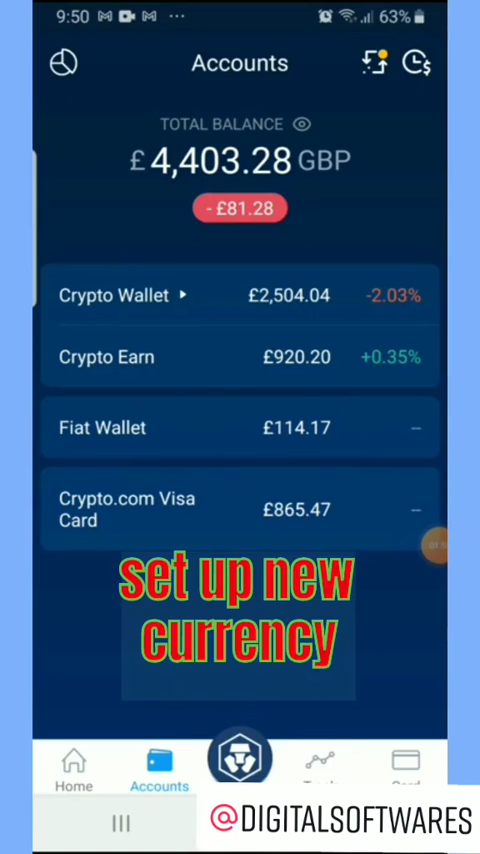 9:50 63%
Accounts
TOTAL BALANCE
£ 4,403.28 GBP
- £81.28
Crypto Wallet £2,504.04 -2.03%
Crypto Earn £920.20 +0.35%
Fiat Wallet £114.17 –
Crypto.com Visa
Card £865.47 –
set up new
currency
Home Accounts
@DIGITALSOFTWARES